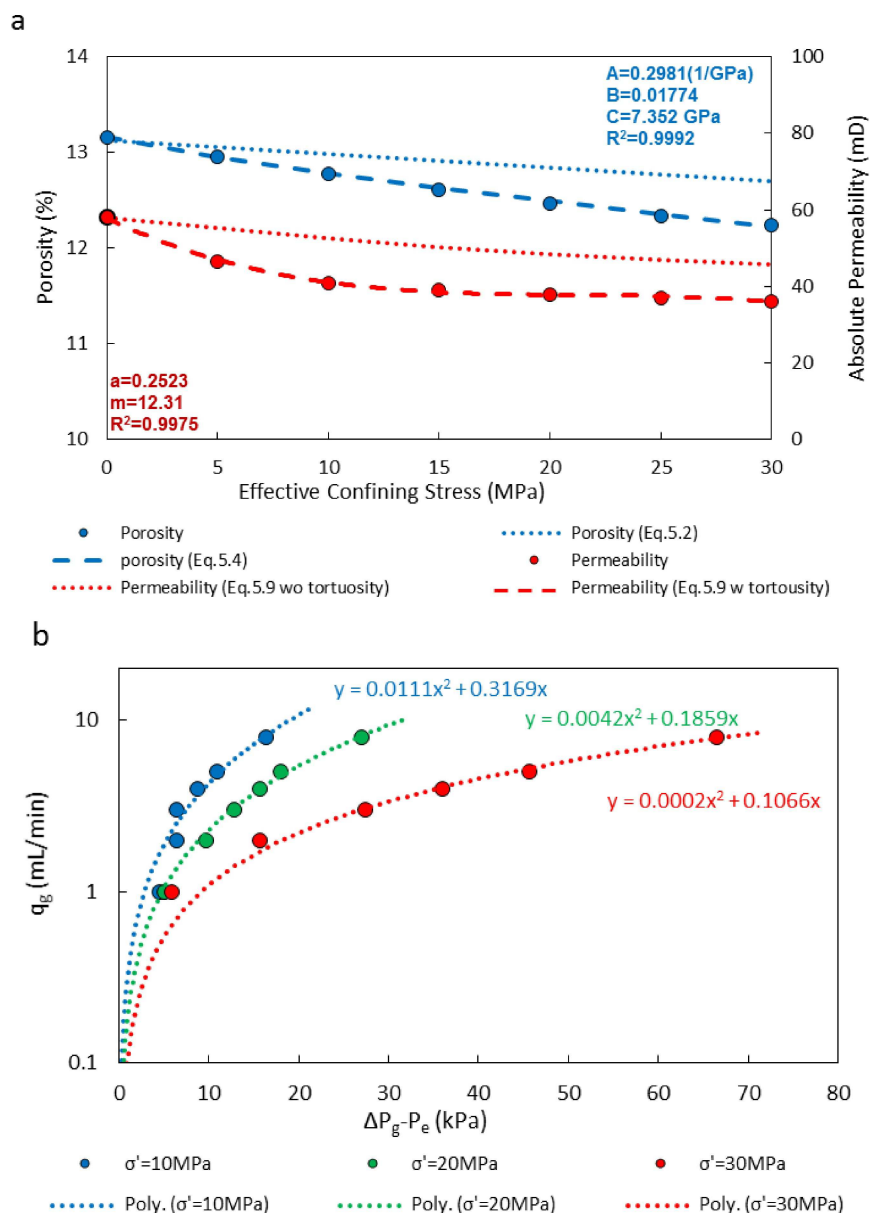 a
14
13
12
11
10
Porosity (%)
A=0.2981(1/GPa)
B=0.01774
C=7.352 GPa
R²=0.9992
a=0.2523
m=12.31
R²=0.9975
100
80
60
40
20
0
Absolute Permeability (mD)
0 5 10 15 20 25 30
Effective Confining Stress (MPa)
Porosity Porosity (Eq.5.2)
porosity (Eq.5.4) Permeability
Permeability (Eq.5.9 wo tortuosity) Permeability (Eq.5.9 w tortousity)
b
10
1
0.1
q_g (mL/min)
y = 0.0111x² + 0.3169x
y = 0.0042x² + 0.1859x
y = 0.0002x² + 0.1066x
0 10 20 30 40 50 60 70 80
ΔP_g-P_e (kPa)
σ'=10MPa σ'=20MPa σ'=30MPa
Poly. (σ'=10MPa) Poly. (σ'=20MPa) Poly. (σ'=30MPa)